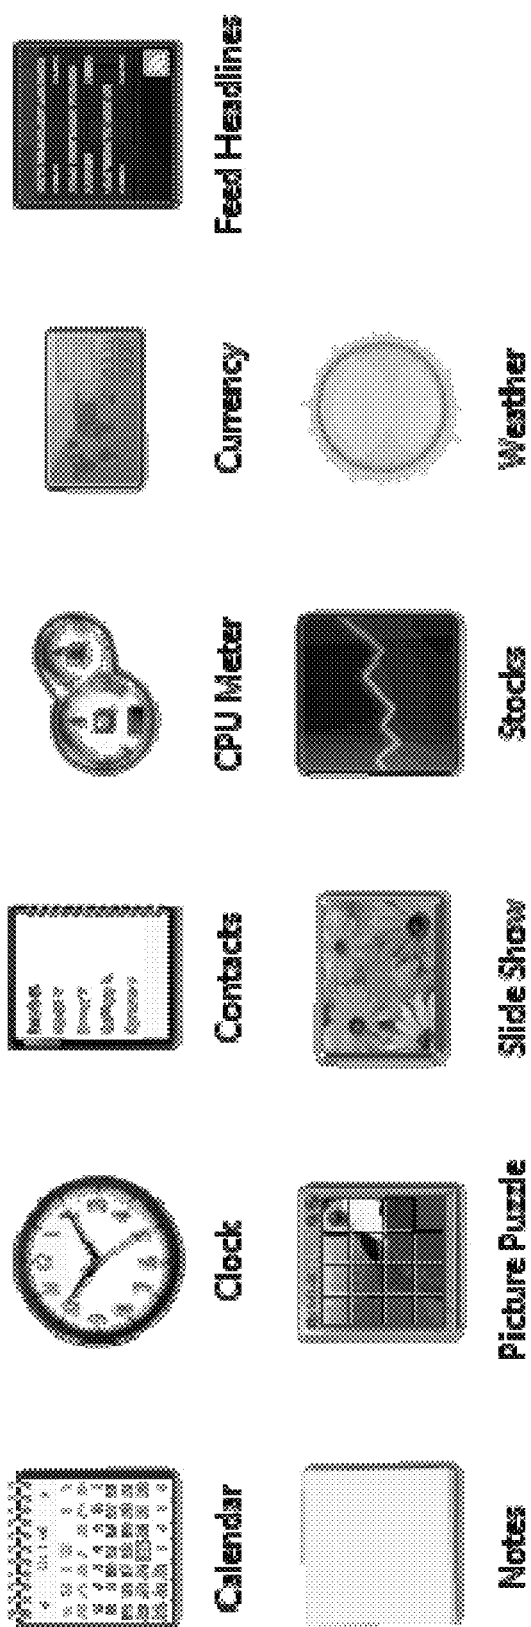 Calendar
Clock
Contacts
CPU Meter
Currency
Feed Headlines
Notes
Picture Puzzle
Slide Show
Stocks
Weather